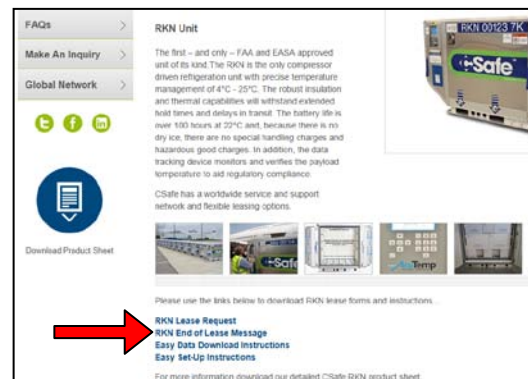 FAQs >
Make An Inquiry >
Global Network >
Download Product Sheet
RKN Unit
The first – and only – FAA and EASA approved
unit of its kind. The RKN is the only compressor
driven refrigeration unit with precise temperature
management of 4°C - 25°C. The robust insulation
and thermal capabilities will withstand extended
hold times and delays in transit. The battery life is
over 100 hours at 22°C and, because there is no
dry ice, there are no special handling charges and
hazardous good charges. In addition, the data
tracking device monitors and verifies the payload
temperature to aid regulatory compliance.
CSafe has a worldwide service and support
network and flexible leasing options.
RKN 00123 7K
CSafe
Safe
AcuTemp
Please use the links below to download RKN lease forms and instructions...
RKN Lease Request
RKN End of Lease Message
Easy Data Download Instructions
Easy Set-Up Instructions
For more information download our detailed CSafe RKN product sheet.